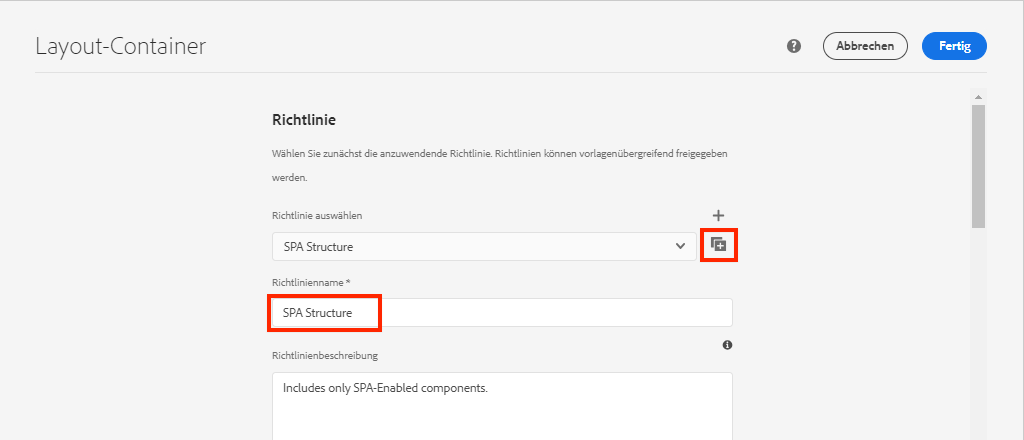 Layout-Container
Abbrechen
Fertig
Richtlinie
Wählen Sie zunächst die anzuwendende Richtlinie. Richtlinien können vorlagenübergreifend freigegeben
werden.
Richtlinie auswählen
SPA Structure
Richtlinienname *
SPA Structure
Richtlinienbeschreibung
Includes only SPA-Enabled components.